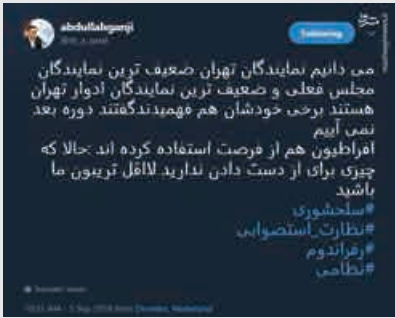 abdullahganji
Following
می دانیم نمایندگان تهران ضعیف ترین نمایندگان
مجلس فعلی و ضعیف ترین نمایندگان ادوار تهران
هستند برخی خودشان هم فهمیدندگفتند دوره بعد
نمی آییم
افراطیون هم از فرصت استفاده کرده اند :حالا که
چیزی برای از دست دادن ندارید لااقل تریبون ما
باشید
#سلحشوری
#نظارت_استصوابی
#رفراندوم
#نظامی